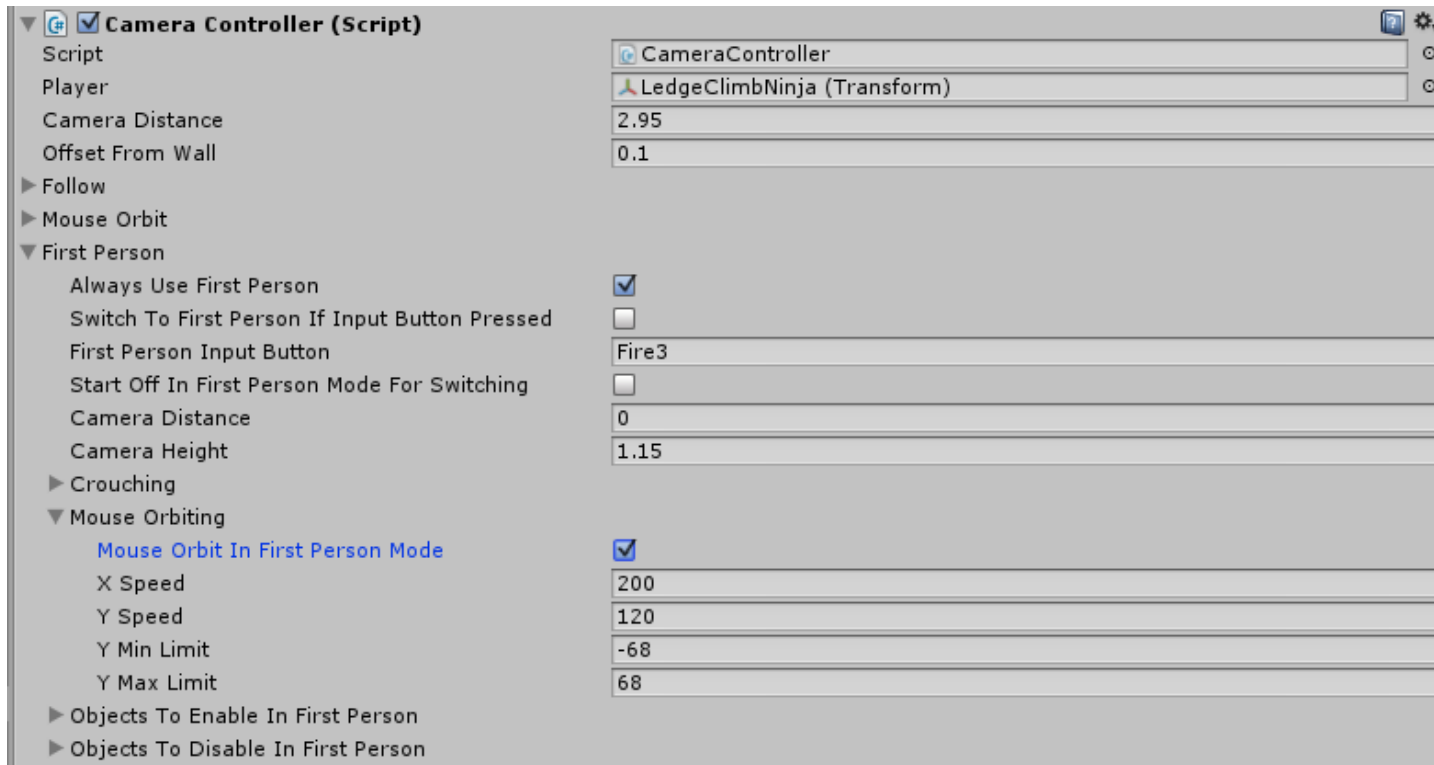 Camera Controller (Script)
Script CameraController
Player LedgeClimbNinja (Transform)
Camera Distance 2.95
Offset From Wall 0.1
Follow
Mouse Orbit
First Person
Always Use First Person
Switch To First Person If Input Button Pressed
First Person Input Button Fire3
Start Off In First Person Mode For Switching
Camera Distance 0
Camera Height 1.15
Crouching
Mouse Orbiting
Mouse Orbit In First Person Mode
X Speed 200
Y Speed 120
Y Min Limit -68
Y Max Limit 68
Objects To Enable In First Person
Objects To Disable In First Person